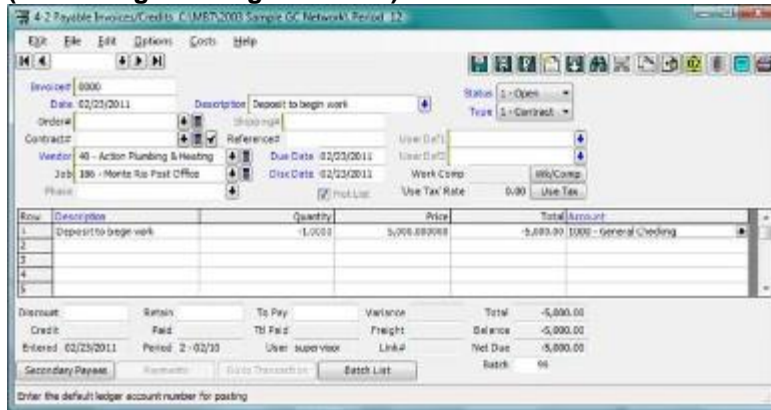 4-2 Payable Invoices/Credits C:\MB7\2003 Sample GC Network\ Period 12
Exit File Edit Options Costs Help
Invoice# 0000
Status 1 - Open
Date 02/23/2011 Description Deposit to begin work
Type 1 - Contract
Order# Shipping#
Contract# Reference# User Def1
Vendor 40 - Action Plumbing & Heating Due Date 02/23/2011 User Def2
Job 186 - Monte Rio Post Office Disc Date 02/23/2011 Work Comp Wk/Comp
Phase Hot List Use Tax Rate 0.00 Use Tax
Row Description Quantity Price Total Account
1 Deposit to begin work -1.0000 5,000.000000 -5,000.00 1000 - General Checking
2
3
4
5
Discount Retain To Pay Variance Total -5,000.00
Credit Paid Ttl Paid Freight Balance -5,000.00
Entered 02/23/2011 Period 2 - 02/10 User supervisor Link# Net Due -5,000.00
Secondary Payees Payments Transaction Batch List Batch 96
Enter the default ledger account number for posting